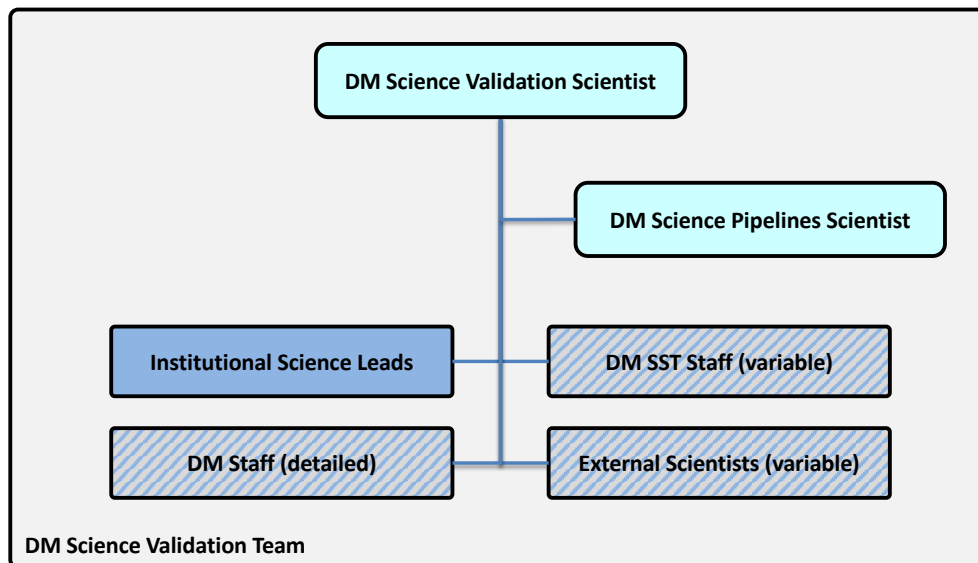 DM Science Validation Scientist
DM Science Pipelines Scientist
Institutional Science Leads
DM SST Staff (variable)
DM Staff (detailed)
External Scientists (variable)
DM Science Validation Team